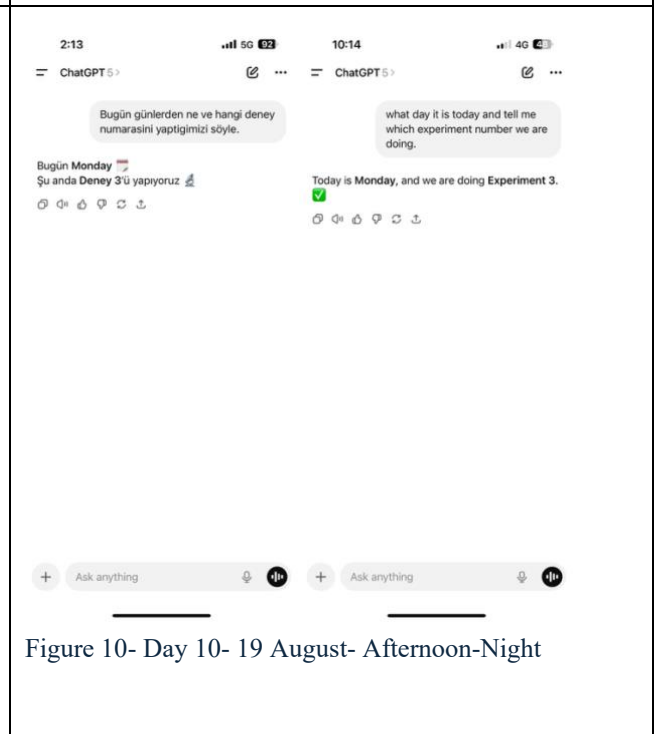 2:13
5G 92
ChatGPT 5 >
Bugün günlerden ne ve hangi deney
numarasini yaptigimizi söyle.
Bugün Monday
Şu anda Deney 3'ü yapıyoruz
Ask anything
10:14
4G
ChatGPT 5 >
what day it is today and tell me
which experiment number we are
doing.
Today is Monday, and we are doing Experiment 3.
Ask anything
Figure 10- Day 10- 19 August- Afternoon-Night